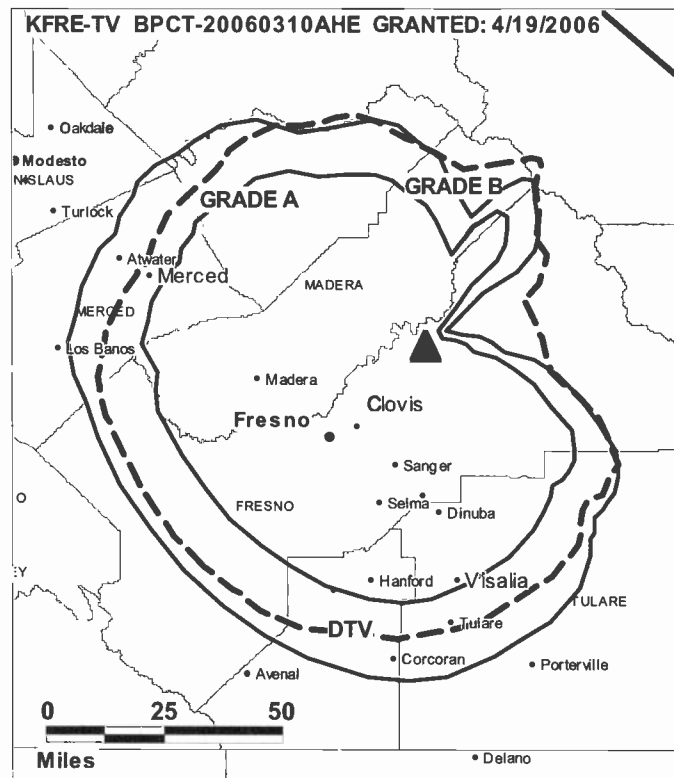 KFRE-TV BPCT-20060310AHE GRANTED: 4/19/2006
Oakdale
Modesto
NISLAUS
Turlock
GRADE A
GRADE B
Atwater
Merced
MADERA
MERCED
Los Banos
Madera
Clovis
Fresno
Sanger
Selma
Dinuba
FRESNO
Hanford
Visalia
TULARE
DTV
Tulare
Corcoran
Porterville
Avenal
0 25 50
Miles
Delano
O
EY